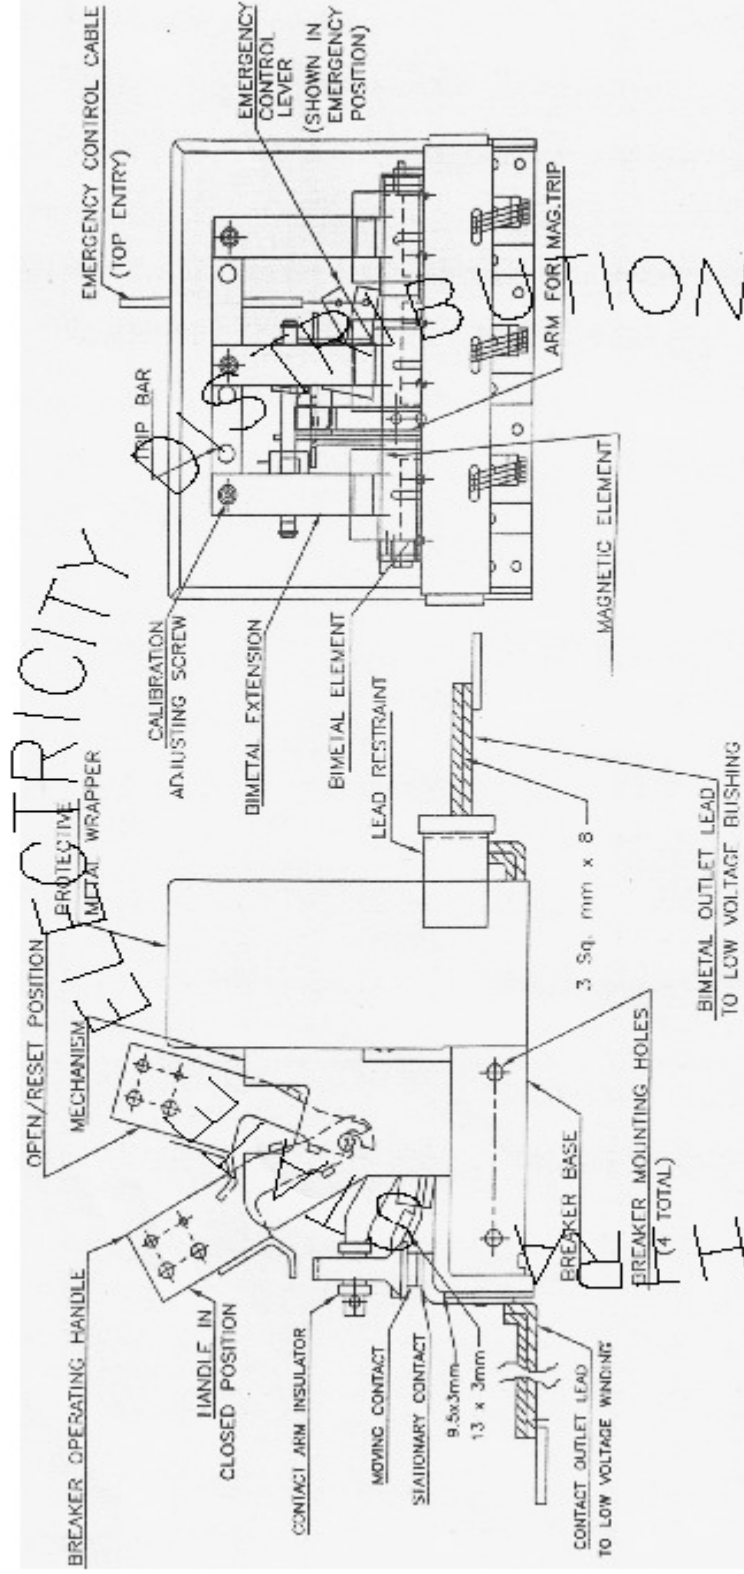 BREAKER OPERATING HANDLE
OPEN/RESET POSITION
MECHANISM
PROTECTIVE
METAL WRAPPER
HANDLE IN
CLOSED POSITION
CONTACT ARM INSULATOR
MOVING CONTACT
STATIONARY CONTACT
9.5x3mm
13 x 3mm
CONTACT OUTLET LEAD
TO LOW VOLTAGE WINDING
BREAKER BASE
BREAKER MOUNTING HOLES
(4 TOTAL)
3 Sq. mm x 8
BIMETAL OUTLET LEAD
TO LOW VOLTAGE BUSHING
LEAD RESTRAINT
CALIBRATION
ADJUSTING SCREW
BIMETAL EXTENSION
BIMETAL ELEMENT
TRIP BAR
EMERGENCY CONTROL CABLE
(TOP ENTRY)
EMERGENCY
CONTROL
LEVER
(SHOWN IN
EMERGENCY
POSITION)
ARM FOR MAG.TRIP
MAGNETIC ELEMENT
ELECTRICITY
DISTRIBUTION